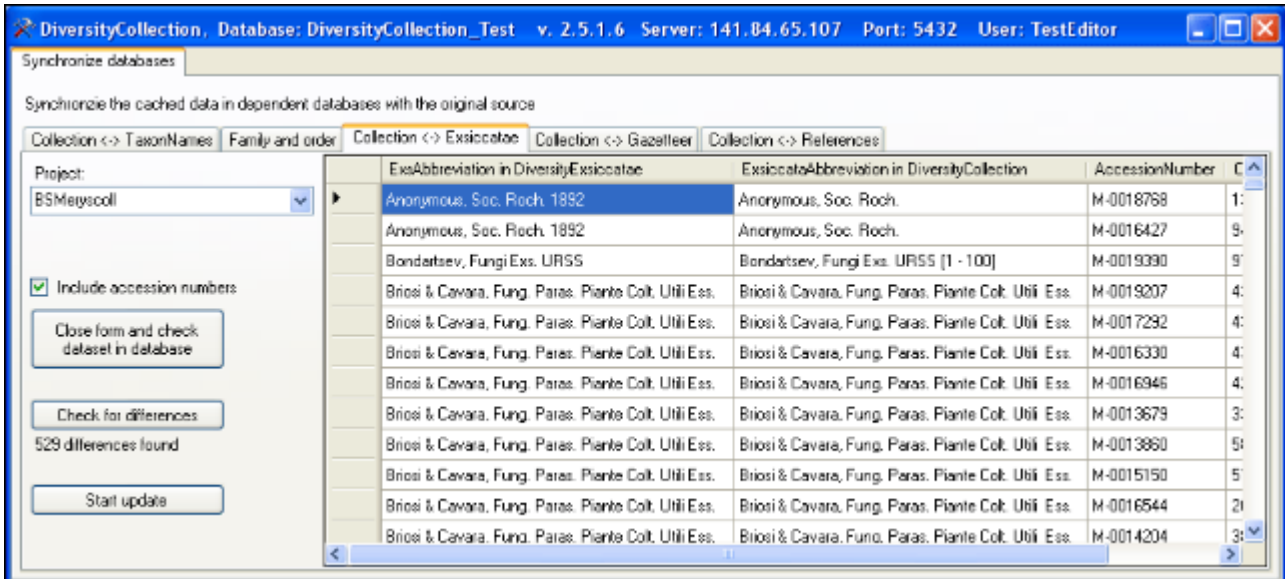 DiversityCollection, Database: DiversityCollection_Test v. 2.5.1.6 Server: 141.84.65.107 Port: 5432 User: TestEditor
Synchronize databases
Synchronzie the cached data in dependent databases with the original source
Collection <-> TaxonNames Family and order Collection <-> Exsiccatae Collection <-> Gazetteer Collection <-> References
Project:
BSMeryscoll
Include accession numbers
Close form and check
dataset in database
Check for differences
529 differences found
Start update
ExsAbbreviation in DiversityExsiccatae ExsiccataAbbreviation in DiversityCollection AccessionNumber C
Anonymous, Soc. Roch. 1892 Anonymous, Soc. Roch. M-0018768
Anonymous, Soc. Roch. 1892 Anonymous, Soc. Roch. M-0016427
Bondartsev, Fungi Exs. URSS Bondartsev, Fungi Exs. URSS [1 - 100] M-0019390
Briosi & Cavara, Fung. Paras. Piante Colt. Utili Ess. Briosi & Cavara, Fung. Paras. Piante Colt. Utili Ess. M-0019207
Briosi & Cavara, Fung. Paras. Piante Colt. Utili Ess. Briosi & Cavara, Fung. Paras. Piante Colt. Utili Ess. M-0017292
Briosi & Cavara, Fung. Paras. Piante Colt. Utili Ess. Briosi & Cavara, Fung. Paras. Piante Colt. Utili Ess. M-0016330
Briosi & Cavara, Fung. Paras. Piante Colt. Utili Ess. Briosi & Cavara, Fung. Paras. Piante Colt. Utili Ess. M-0016946
Briosi & Cavara, Fung. Paras. Piante Colt. Utili Ess. Briosi & Cavara, Fung. Paras. Piante Colt. Utili Ess. M-0013679
Briosi & Cavara, Fung. Paras. Piante Colt. Utili Ess. Briosi & Cavara, Fung. Paras. Piante Colt. Utili Ess. M-0013860
Briosi & Cavara, Fung. Paras. Piante Colt. Utili Ess. Briosi & Cavara, Fung. Paras. Piante Colt. Utili Ess. M-0015150
Briosi & Cavara, Fung. Paras. Piante Colt. Utili Ess. Briosi & Cavara, Fung. Paras. Piante Colt. Utili Ess. M-0016544
Briosi & Cavara, Fung. Paras. Piante Colt. Utili Ess. Briosi & Cavara, Fung. Paras. Piante Colt. Utili Ess. M-0014204